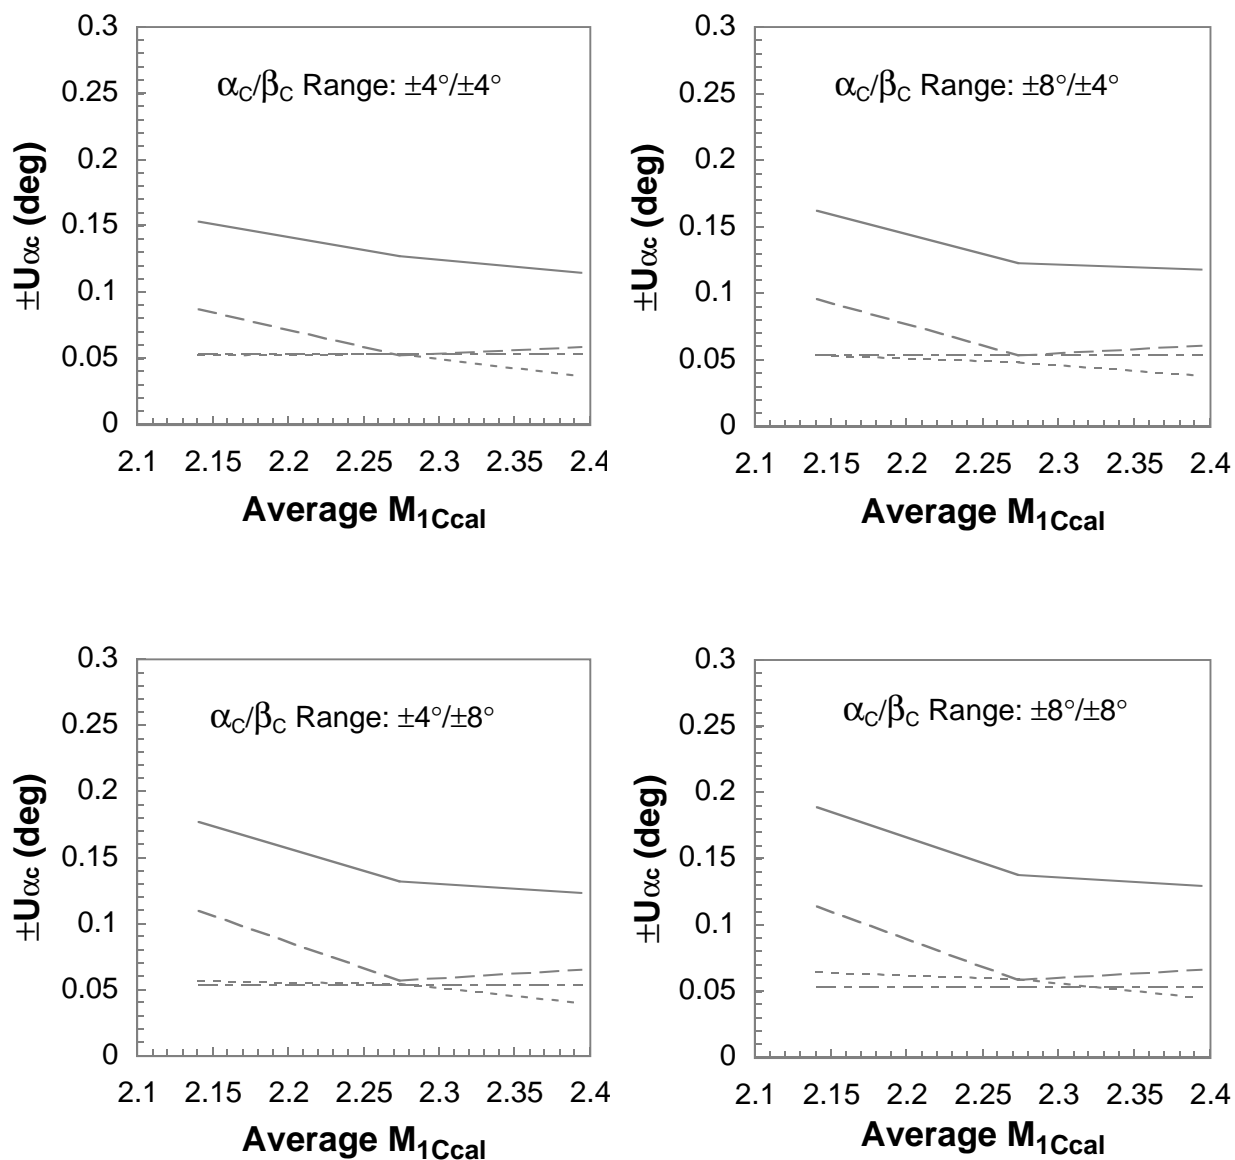 0.3
αC/βC Range: ±4°/±4°
0.25
0.2
0.15
0.1
0.05
0
±Uαc (deg)
2.1 2.15 2.2 2.25 2.3 2.35 2.4
Average M1Ccal
0.3
αC/βC Range: ±8°/±4°
0.25
0.2
0.15
0.1
0.05
0
±Uαc (deg)
2.1 2.15 2.2 2.25 2.3 2.35 2.4
Average M1Ccal
0.3
αC/βC Range: ±4°/±8°
0.25
0.2
0.15
0.1
0.05
0
±Uαc (deg)
2.1 2.15 2.2 2.25 2.3 2.35 2.4
Average M1Ccal
0.3
αC/βC Range: ±8°/±8°
0.25
0.2
0.15
0.1
0.05
0
±Uαc (deg)
2.1 2.15 2.2 2.25 2.3 2.35 2.4
Average M1Ccal